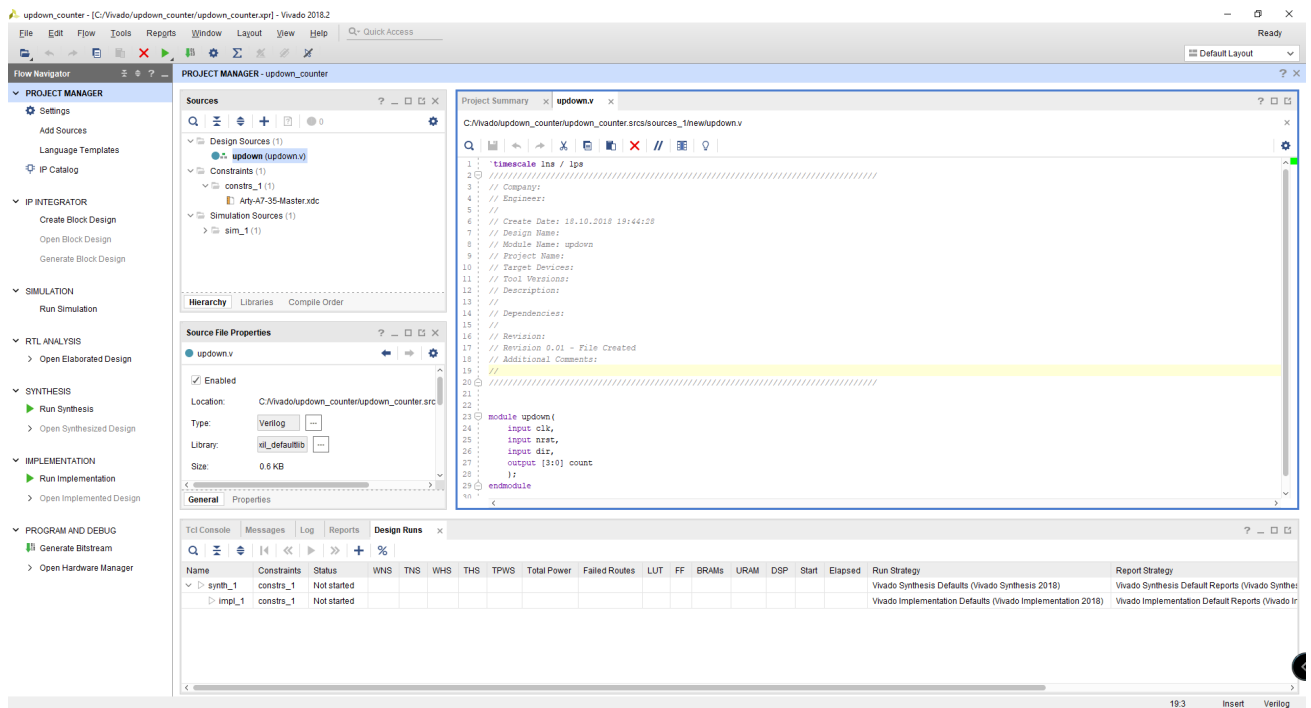 updown_counter - [C:/Vivado/updown_counter/updown_counter.xpr] - Vivado 2018.2
File Edit Flow Tools Reports Window Layout View Help Quick Access
Ready
Default Layout
Flow Navigator
PROJECT MANAGER
Settings
Add Sources
Language Templates
IP Catalog
IP INTEGRATOR
Create Block Design
Open Block Design
Generate Block Design
SIMULATION
Run Simulation
RTL ANALYSIS
Open Elaborated Design
SYNTHESIS
Run Synthesis
Open Synthesized Design
IMPLEMENTATION
Run Implementation
Open Implemented Design
PROGRAM AND DEBUG
Generate Bitstream
Open Hardware Manager
PROJECT MANAGER - updown_counter
Sources
0
Design Sources (1)
updown (updown.v)
Constraints (1)
constrs_1 (1)
Arty-A7-35-Master.xdc
Simulation Sources (1)
sim_1 (1)
Hierarchy Libraries Compile Order
Source File Properties
updown.v
Enabled
Location: C:/Vivado/updown_counter/updown_counter.src
Type: Verilog
Library: xil_defaultlib
Size: 0.6 KB
General Properties
Project Summary updown.v
C:/Vivado/updown_counter/updown_counter.srcs/sources_1/new/updown.v
1 `timescale 1ns / 1ps
2 //////////////////////////////////////////////////////////////////////////////////
3 // Company:
4 // Engineer:
5 //
6 // Create Date: 18.10.2018 19:44:28
7 // Design Name:
8 // Module Name: updown
9 // Project Name:
10 // Target Devices:
11 // Tool Versions:
12 // Description:
13 //
14 // Dependencies:
15 //
16 // Revision:
17 // Revision 0.01 - File Created
18 // Additional Comments:
19 //
20 //////////////////////////////////////////////////////////////////////////////////
21
22
23 module updown(
24 input clk,
25 input nrst,
26 input dir,
27 output [3:0] count
28 );
29 endmodule
30
Tcl Console Messages Log Reports Design Runs
Name Constraints Status WNS TNS WHS THS TPWS Total Power Failed Routes LUT FF BRAMs URAM DSP Start Elapsed Run Strategy Report Strategy
synth_1 constrs_1 Not started Vivado Synthesis Defaults (Vivado Synthesis 2018) Vivado Synthesis Default Reports (Vivado Synthes
impl_1 constrs_1 Not started Vivado Implementation Defaults (Vivado Implementation 2018) Vivado Implementation Default Reports (Vivado Ir
19:3 Insert Verilog